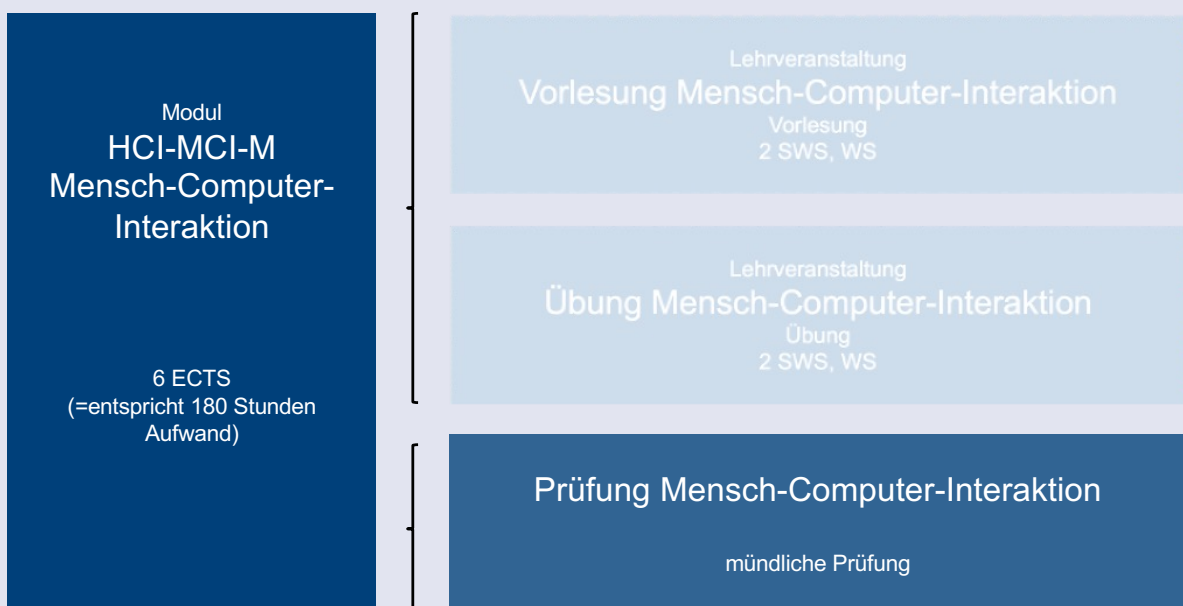 Modul
HCI-MCI-M
Mensch-Computer-
Interaktion
6 ECTS
(=entspricht 180 Stunden
Aufwand)
Lehrveranstaltung
Vorlesung Mensch-Computer-Interaktion
Vorlesung
2 SWS, WS
Lehrveranstaltung
Übung Mensch-Computer-Interaktion
Übung
2 SWS, WS
Prüfung Mensch-Computer-Interaktion
mündliche Prüfung